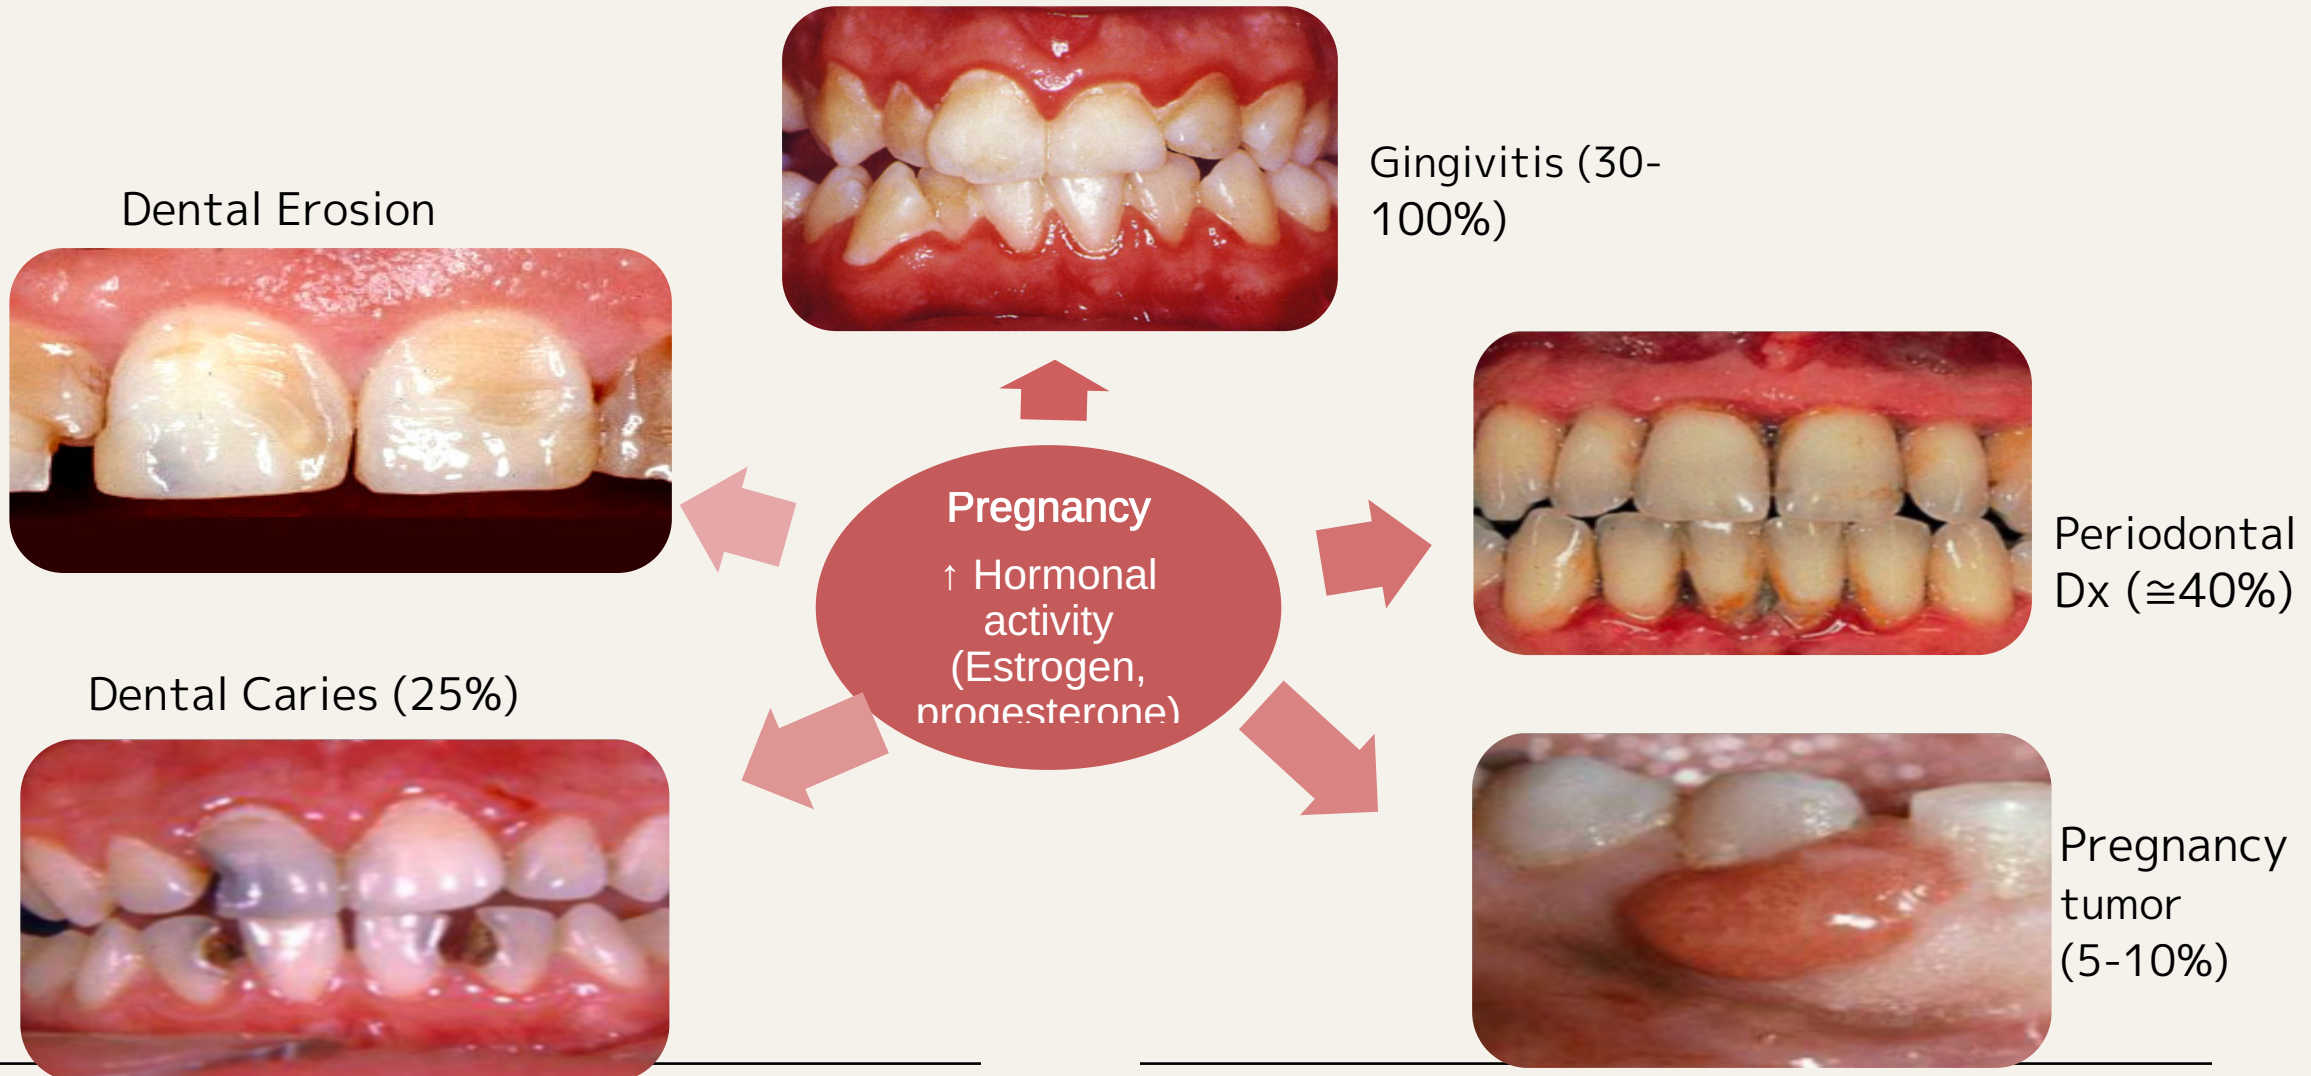 Gingivitis (30-
100%)
Dental Erosion
Pregnancy
↑ Hormonal
activity
(Estrogen,
progesterone)
Periodontal
Dx (≅40%)
Dental Caries (25%)
Pregnancy
tumor
(5-10%)